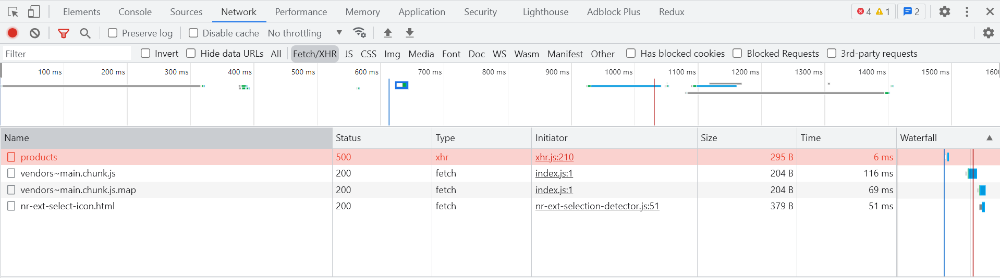 Elements Console Sources Network Performance Memory Application Security Lighthouse Adblock Plus Redux 4 1 2
Preserve log Disable cache No throttling
Filter Invert Hide data URLs All Fetch/XHR JS CSS Img Media Font Doc WS Wasm Manifest Other Has blocked cookies Blocked Requests 3rd-party requests
100 ms 200 ms 300 ms 400 ms 500 ms 600 ms 700 ms 800 ms 900 ms 1000 ms 1100 ms 1200 ms 1300 ms 1400 ms 1500 ms 1600
Name Status Type Initiator Size Time Waterfall
products 500 xhr xhr.js:210 295 B 6 ms
vendors~main.chunk.js 200 fetch index.js:1 204 B 116 ms
vendors~main.chunk.js.map 200 fetch index.js:1 204 B 69 ms
nr-ext-select-icon.html 200 fetch nr-ext-selection-detector.js:51 379 B 51 ms